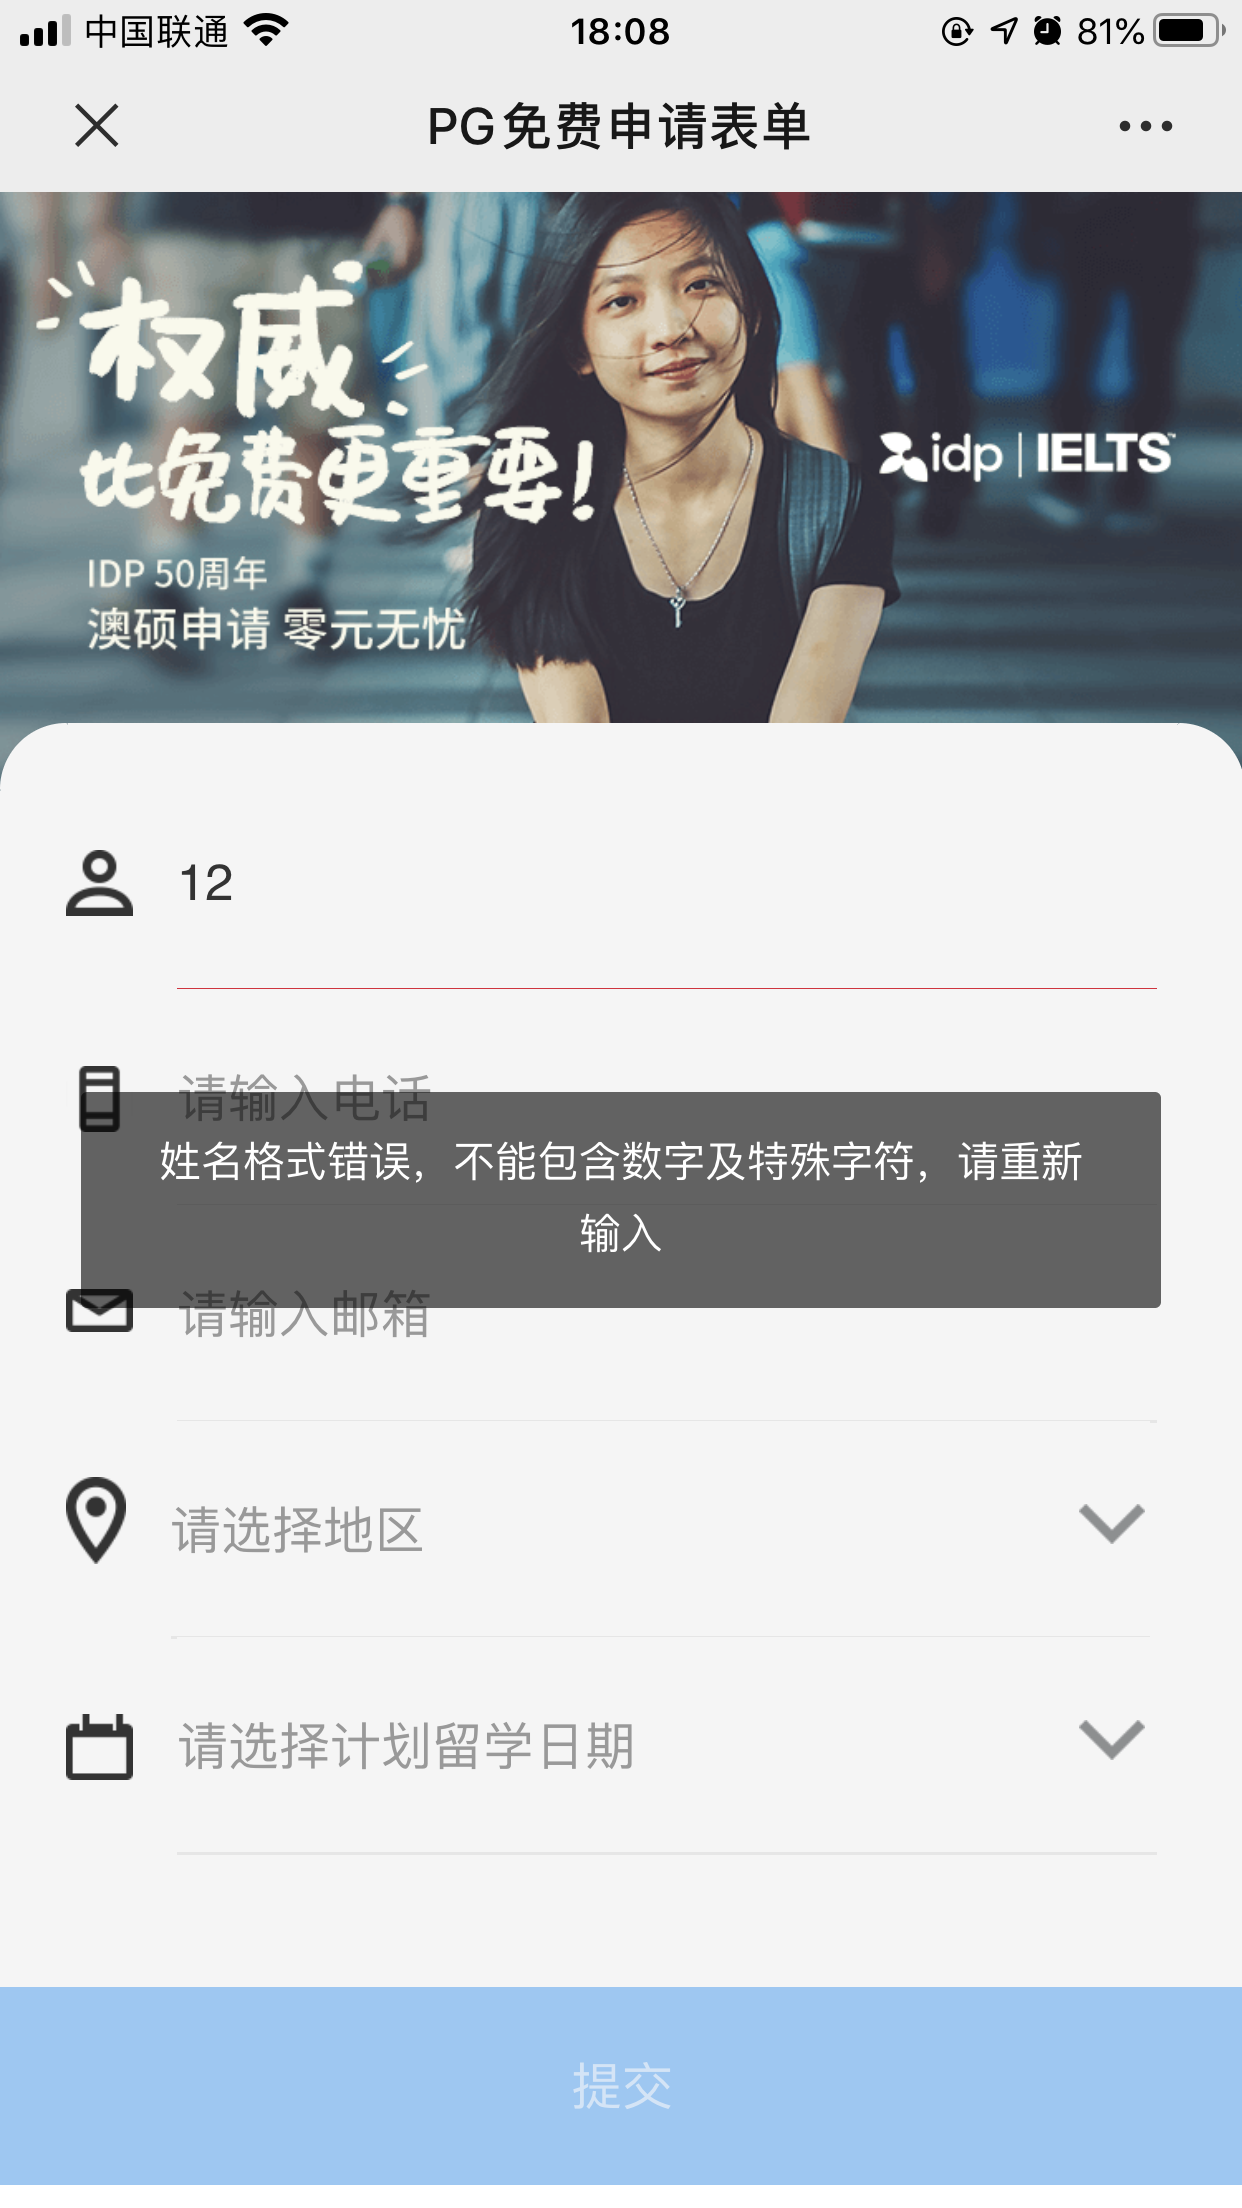 中国联通
18:08
81%
PG免费申请表单
权威
比免费更重要!
idp | IELTS™
IDP 50周年
澳硕申请 零元无忧
12
请输入电话
姓名格式错误，不能包含数字及特殊字符，请重新
输入
请输入邮箱
请选择地区
请选择计划留学日期
提交